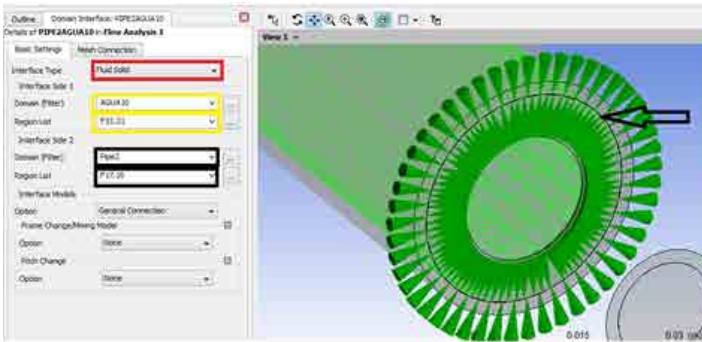 Outline Domain Interface: PIPE2AGUA10
Details of PIPE2AGUA10 in Flow Analysis 1
Basic Settings Mesh Connection
Interface Type Fluid Solid
Interface Side 1
Domain (Filter) AGUA10
Region List
Interface Side 2
Domain (Filter) Pipe2
Region List
Interface Models
Option General Connection
Frame Change/Mixing Model
Option None
Pitch Change
Option None
View 1
0.015 0.03